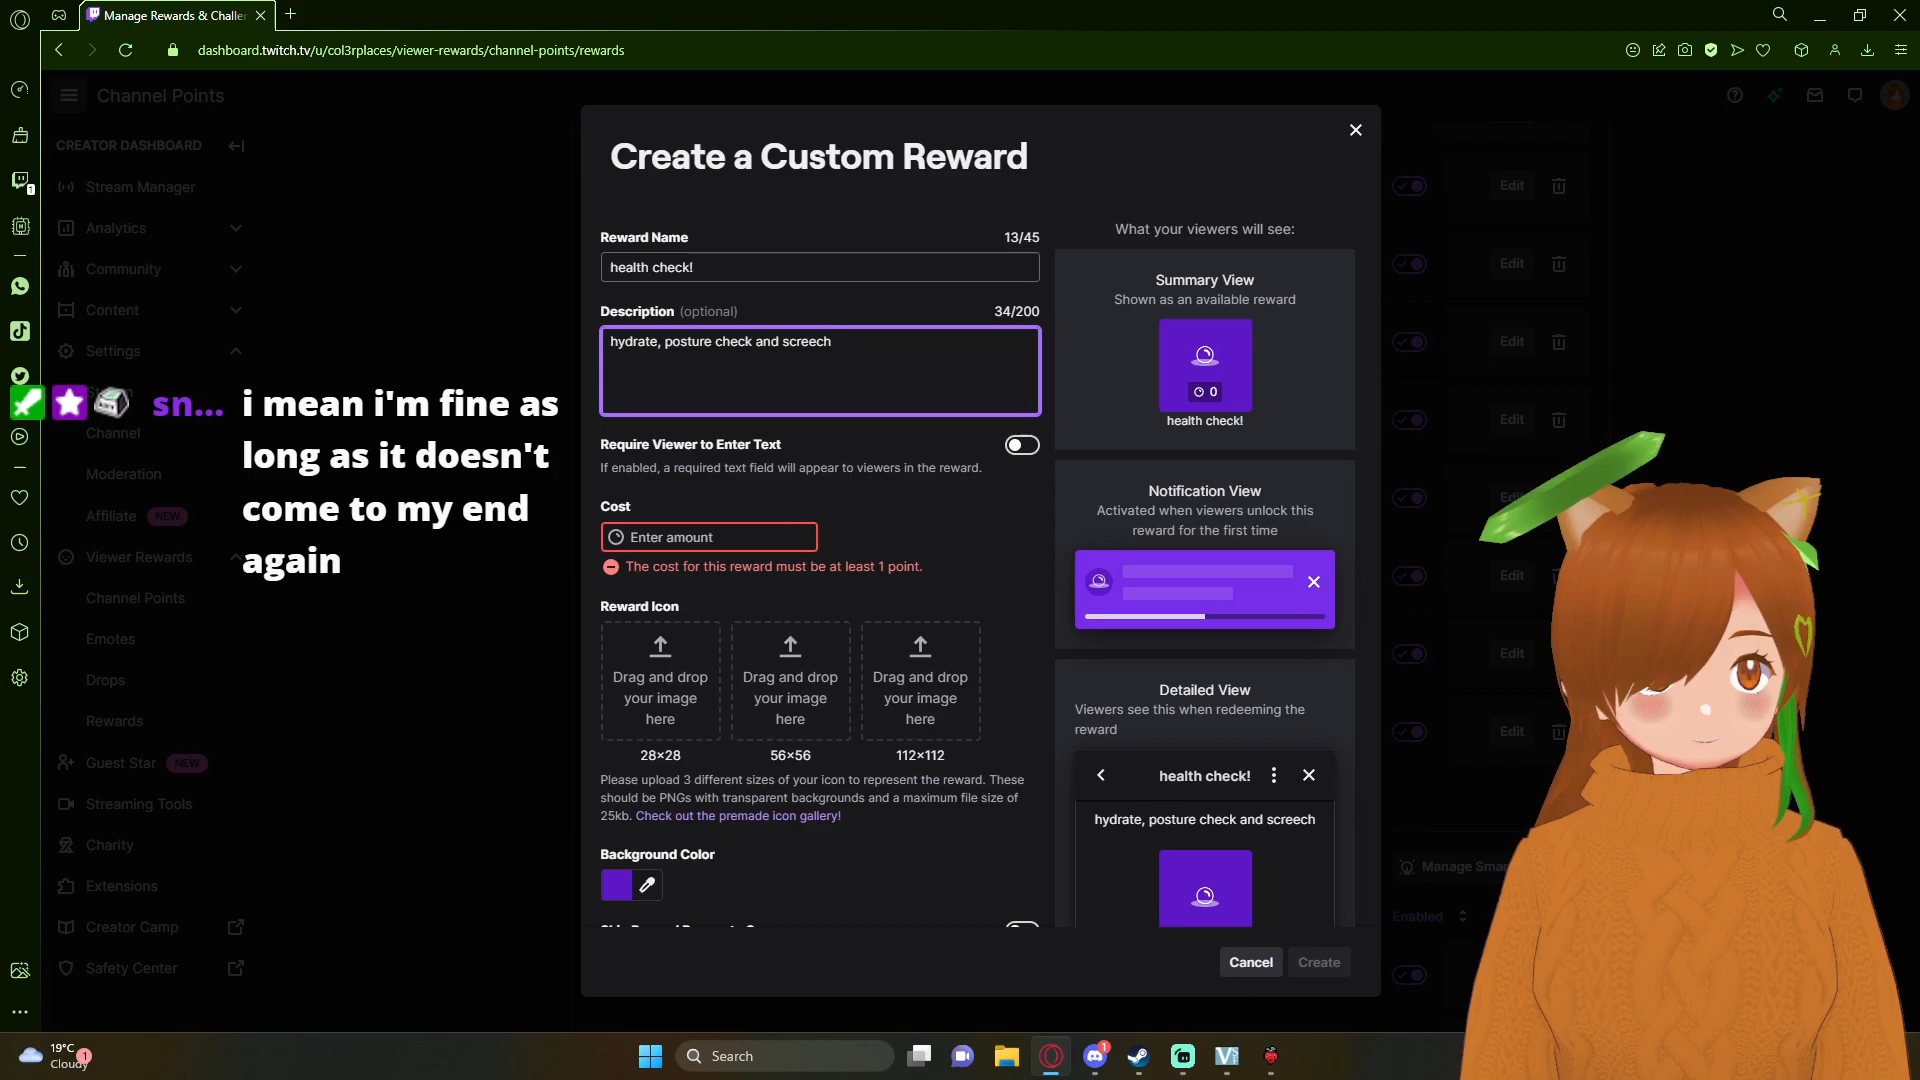 Manage Rewards & Challer
dashboard.twitch.tv/u/col3rplaces/viewer-rewards/channel-points/rewards
Channel Points
CREATOR DASHBOARD
Stream Manager
Analytics
Community
Content
Settings
Channel
Moderation
Affiliate NEW
Viewer Rewards
Channel Points
Emotes
Drops
Rewards
Guest Star NEW
Streaming Tools
Charity
Extensions
Creator Camp
Safety Center
sn... i mean i'm fine as
long as it doesn't
come to my end
again
Create a Custom Reward
Reward Name 13/45
health check!
Description (optional) 34/200
hydrate, posture check and screech
Require Viewer to Enter Text
If enabled, a required text field will appear to viewers in the reward.
Cost
Enter amount
The cost for this reward must be at least 1 point.
Reward Icon
Drag and drop your image here
28×28
Drag and drop your image here
56×56
Drag and drop your image here
112×112
Please upload 3 different sizes of your icon to represent the reward. These
should be PNGs with transparent backgrounds and a maximum file size of
25kb. Check out the premade icon gallery!
Background Color
What your viewers will see:
Summary View
Shown as an available reward
0
health check!
Notification View
Activated when viewers unlock this
reward for the first time
Detailed View
Viewers see this when redeeming the
reward
health check!
hydrate, posture check and screech
Cancel
Create
Edit
Edit
Edit
Edit
Edit
Edit
Edit
Manage Smar
Enabled
1
19°C
Cloudy
1
Search
1